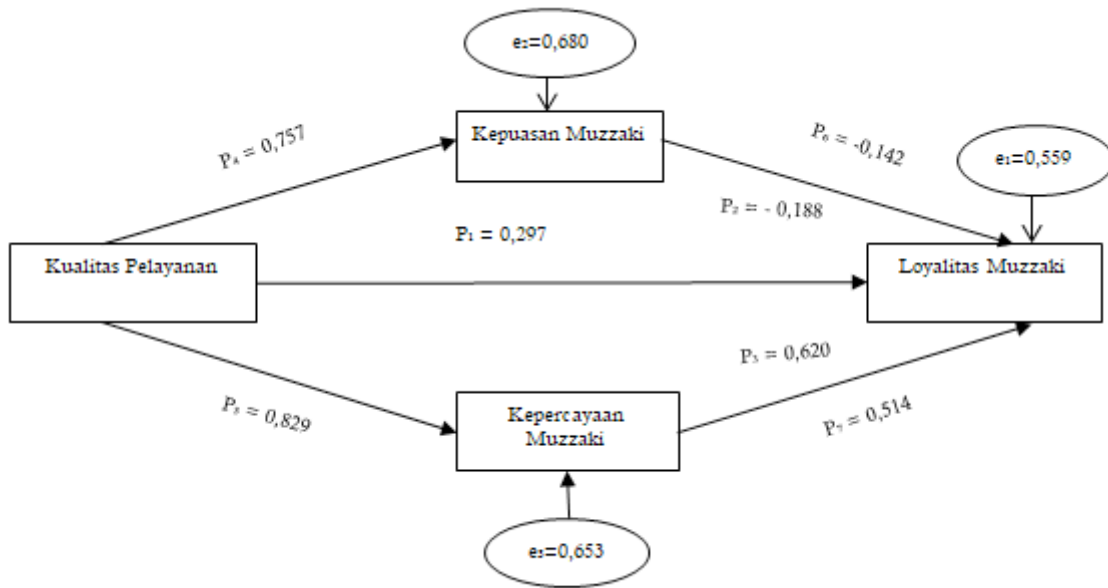 e₂=0,680
Kepuasan Muzzaki
P₄ = 0,757
P₆ = -0,142
e₁=0,559
P₂ = - 0,188
P₁ = 0,297
Kualitas Pelayanan
Loyalitas Muzzaki
P₃ = 0,620
P₅ = 0,829
Kepercayaan
Muzzaki
P₇ = 0,514
e₃=0,653